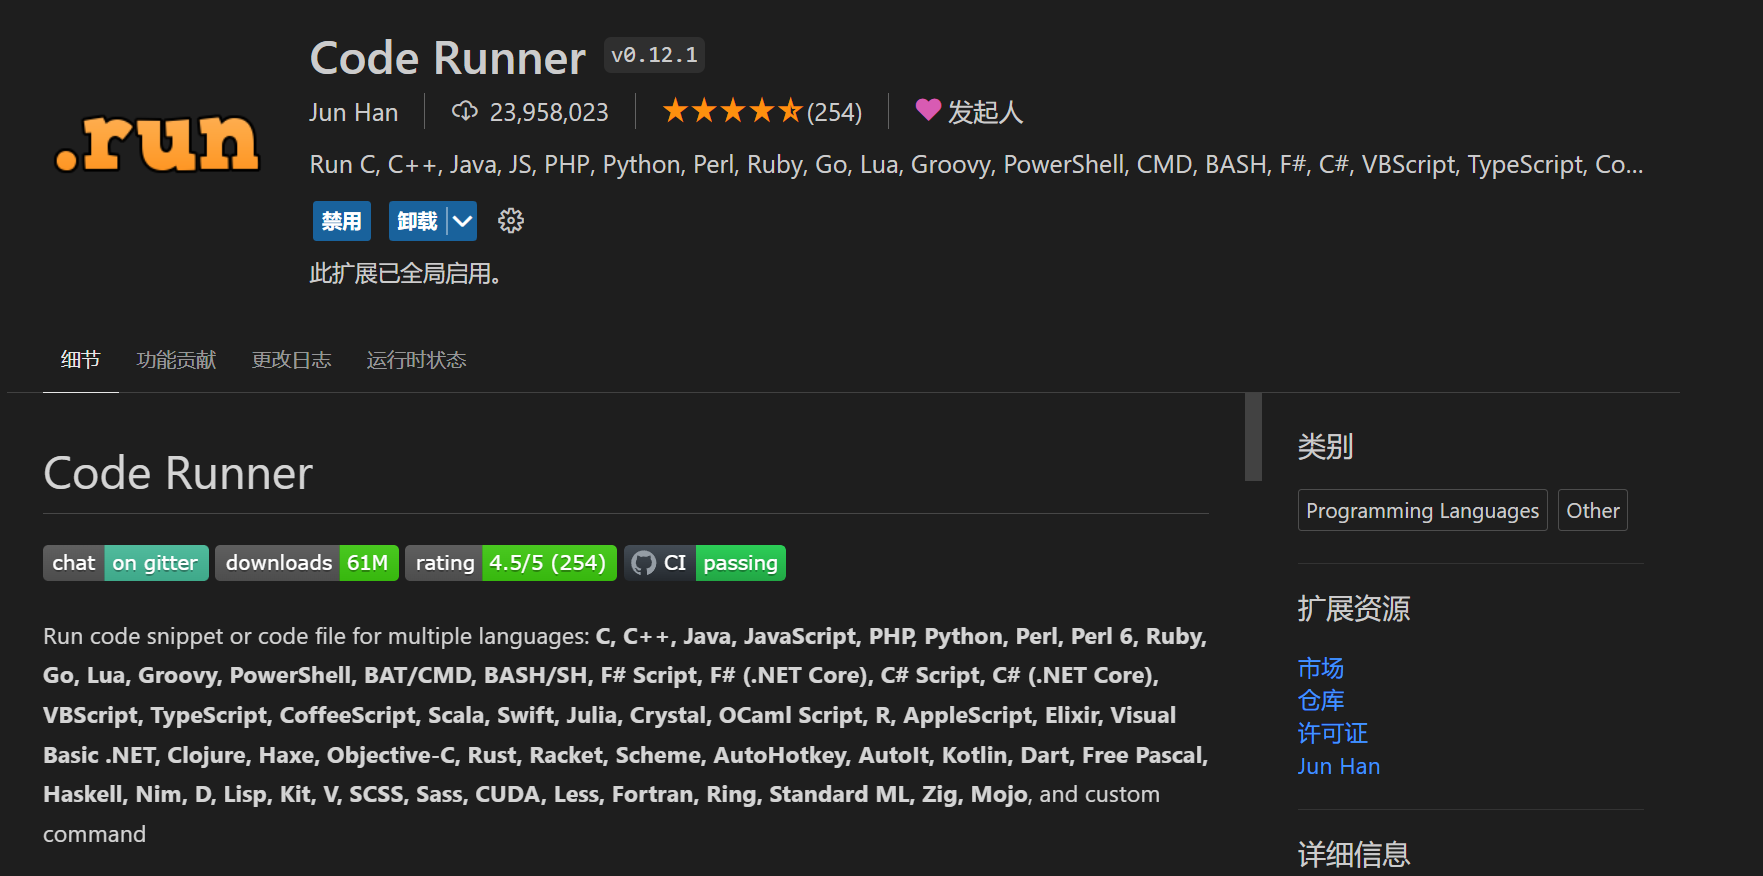 .run
Code Runner v0.12.1
Jun Han 23,958,023 (254) 发起人
Run C, C++, Java, JS, PHP, Python, Perl, Ruby, Go, Lua, Groovy, PowerShell, CMD, BASH, F#, C#, VBScript, TypeScript, Co...
禁用 卸载
此扩展已全局启用。
细节 功能贡献 更改日志 运行时状态
Code Runner
chat on gitter downloads 61M rating 4.5/5 (254) CI passing
Run code snippet or code file for multiple languages: C, C++, Java, JavaScript, PHP, Python, Perl, Perl 6, Ruby,
Go, Lua, Groovy, PowerShell, BAT/CMD, BASH/SH, F# Script, F# (.NET Core), C# Script, C# (.NET Core),
VBScript, TypeScript, CoffeeScript, Scala, Swift, Julia, Crystal, OCaml Script, R, AppleScript, Elixir, Visual
Basic .NET, Clojure, Haxe, Objective-C, Rust, Racket, Scheme, AutoHotkey, AutoIt, Kotlin, Dart, Free Pascal,
Haskell, Nim, D, Lisp, Kit, V, SCSS, Sass, CUDA, Less, Fortran, Ring, Standard ML, Zig, Mojo, and custom
command
类别
Programming Languages Other
扩展资源
市场
仓库
许可证
Jun Han
详细信息